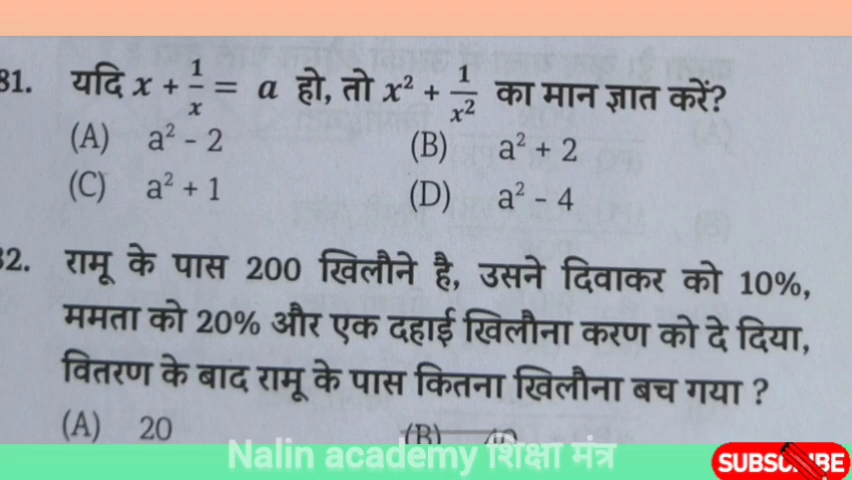 81. यदि x + 1/x = a हो, तो x² + 1/x² का मान ज्ञात करें?
(A) a² - 2 (B) a² + 2
(C) a² + 1 (D) a² - 4
32. रामू के पास 200 खिलौने है, उसने दिवाकर को 10%,
ममता को 20% और एक दहाई खिलौना करण को दे दिया,
वितरण के बाद रामू के पास कितना खिलौना बच गया ?
(A) 20 (B)
Nalin academy शिक्षा मंत्र
SUBSCRIBE